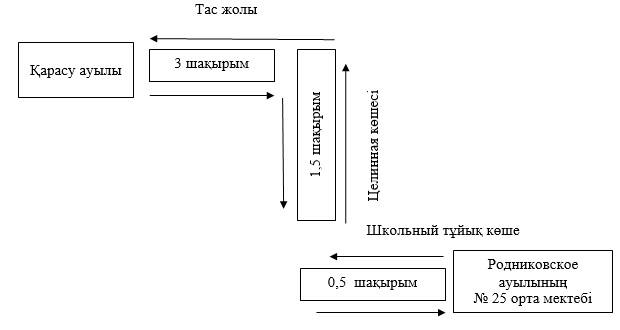 Тас жолы
Қарасу ауылы
3 шақырым
1,5 шақырым
Целинная көшесі
Школьный тұйық көше
0,5 шақырым
Родниковское
ауылының
№ 25 орта мектебі